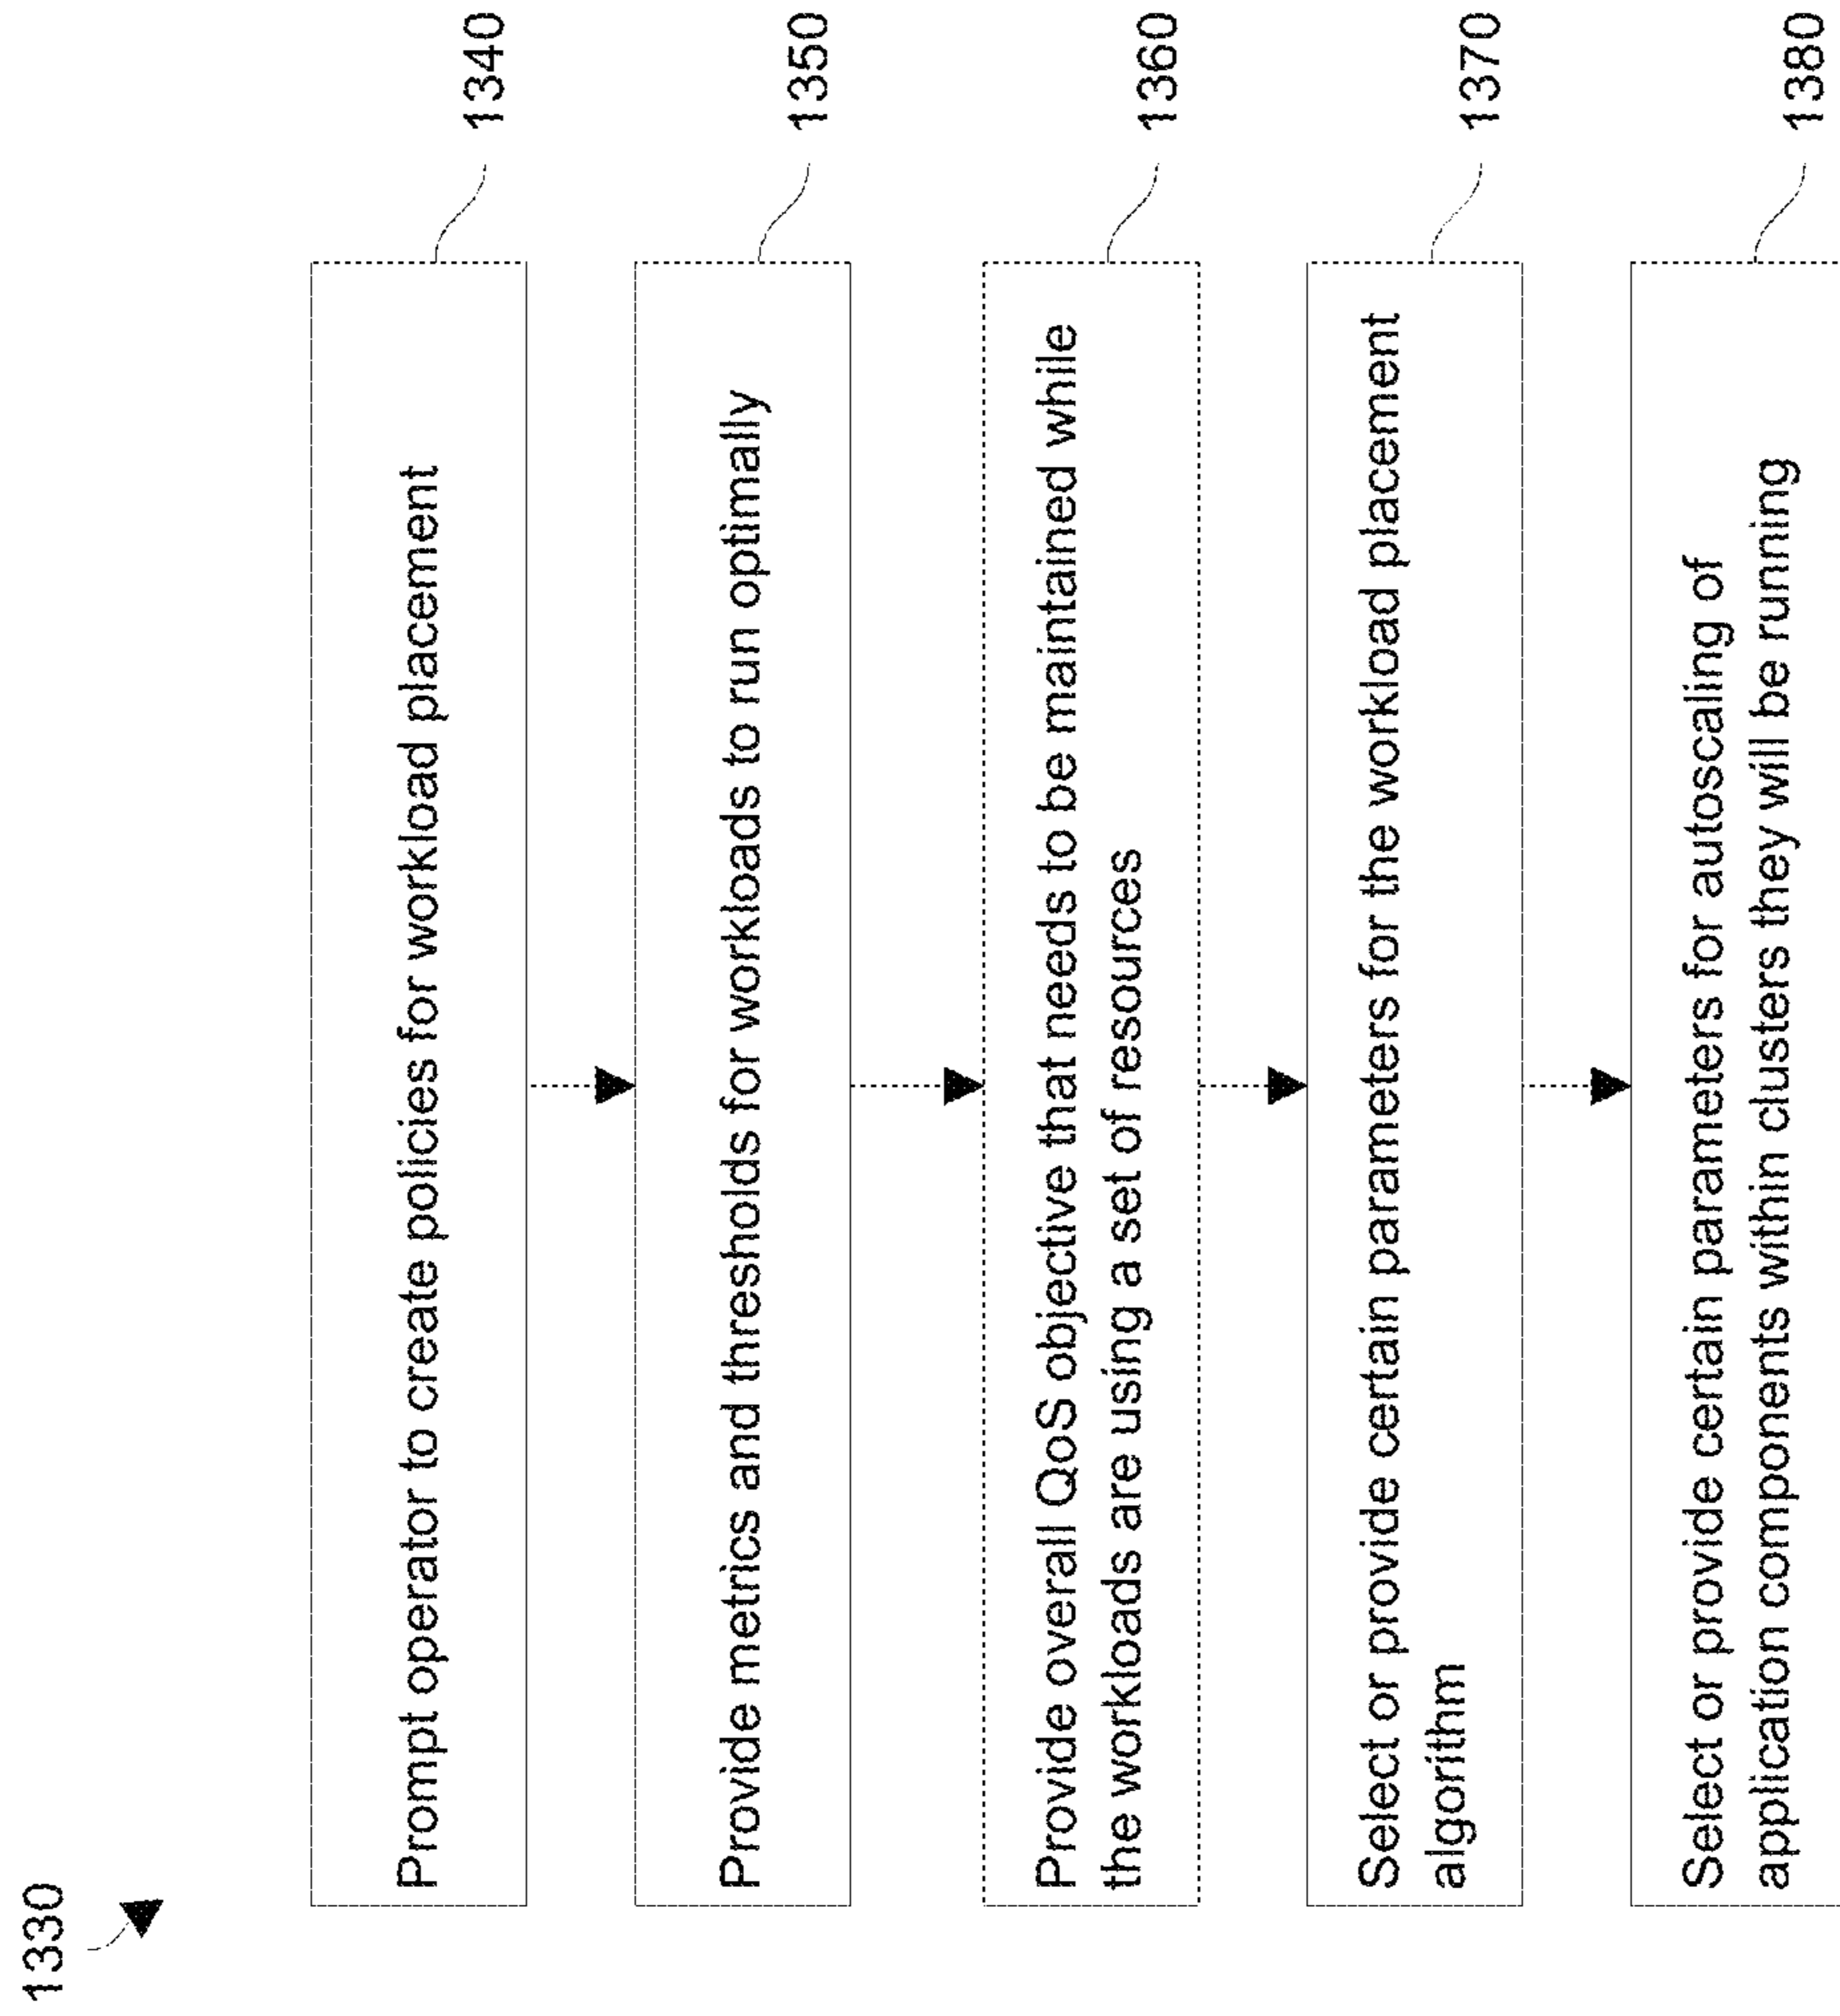 1330
Prompt operator to create policies for workload placement
1340
Provide metrics and thresholds for workloads to run optimally
1350
Provide overall QoS objective that needs to be maintained while
the workloads are using a set of resources
1360
Select or provide certain parameters for the workload placement
algorithm
1370
Select or provide certain parameters for autoscaling of
application components within clusters they will be running
1380